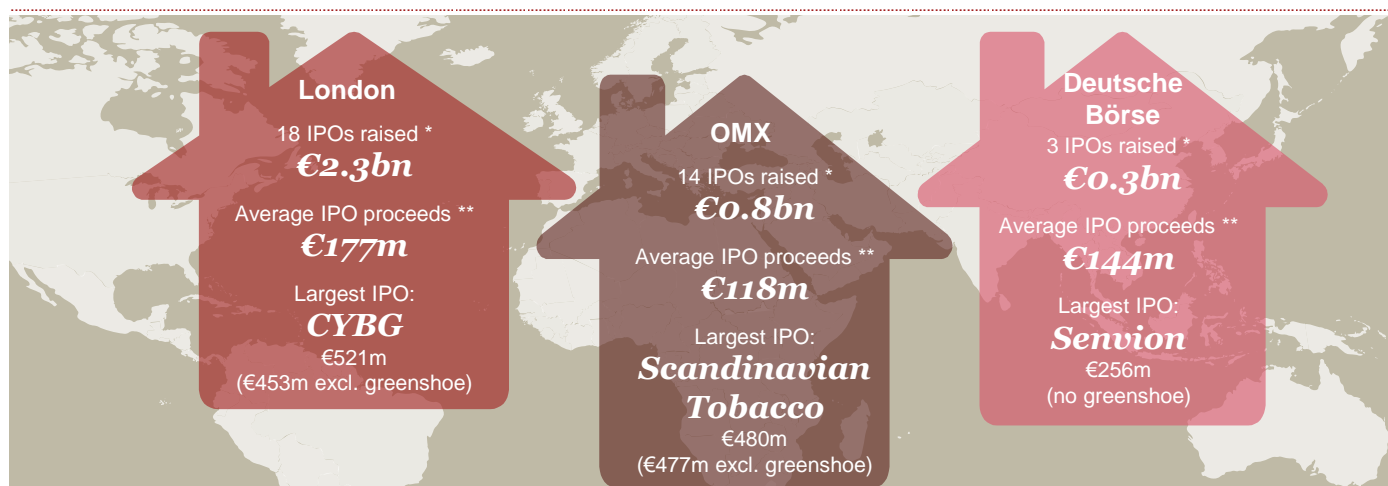 London
18 IPOs raised *
€2.3bn
Average IPO proceeds **
€177m
Largest IPO:
CYBG
€521m
(€453m excl. greenshoe)
OMX
14 IPOs raised *
€0.8bn
Average IPO proceeds **
€118m
Largest IPO:
Scandinavian
Tobacco
€480m
(€477m excl. greenshoe)
Deutsche
Börse
3 IPOs raised *
€0.3bn
Average IPO proceeds **
€144m
Largest IPO:
Senvion
€256m
(no greenshoe)